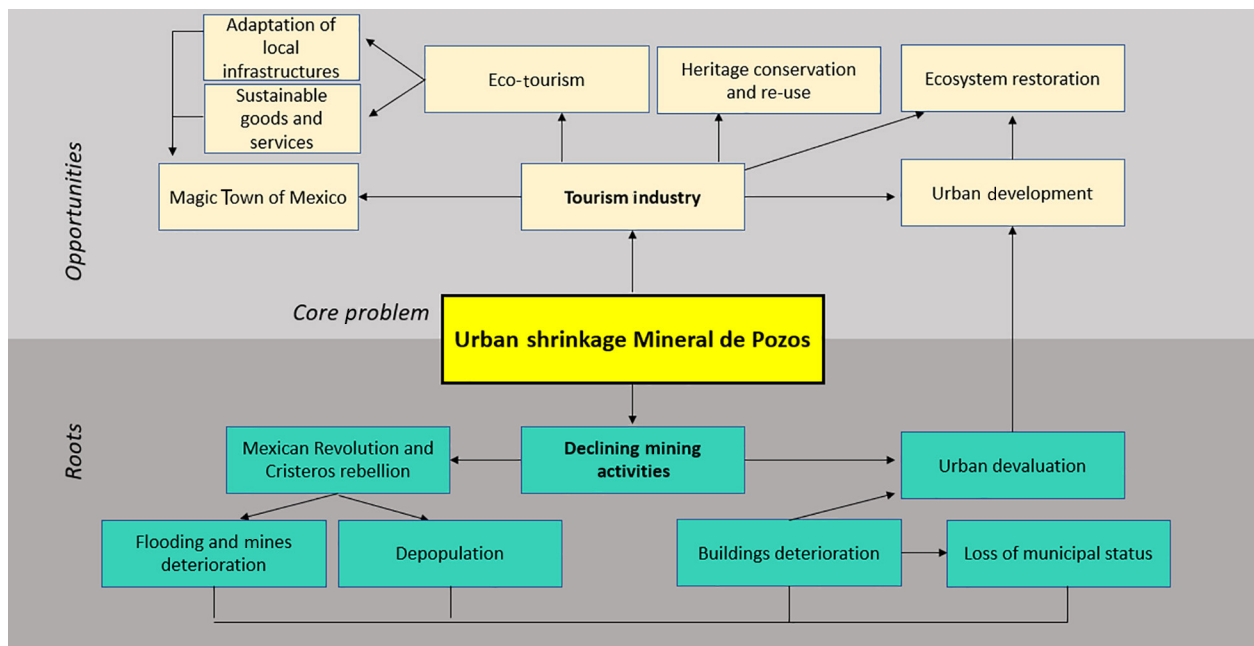 Adaptation of
local
infrastructures
Eco-tourism
Heritage conservation
and re-use
Ecosystem restoration
Sustainable
goods and
services
Opportunities
Magic Town of Mexico
Tourism industry
Urban development
Core problem
Urban shrinkage Mineral de Pozos
Roots
Mexican Revolution and
Cristeros rebellion
Declining mining
activities
Urban devaluation
Flooding and mines
deterioration
Depopulation
Buildings deterioration
Loss of municipal status